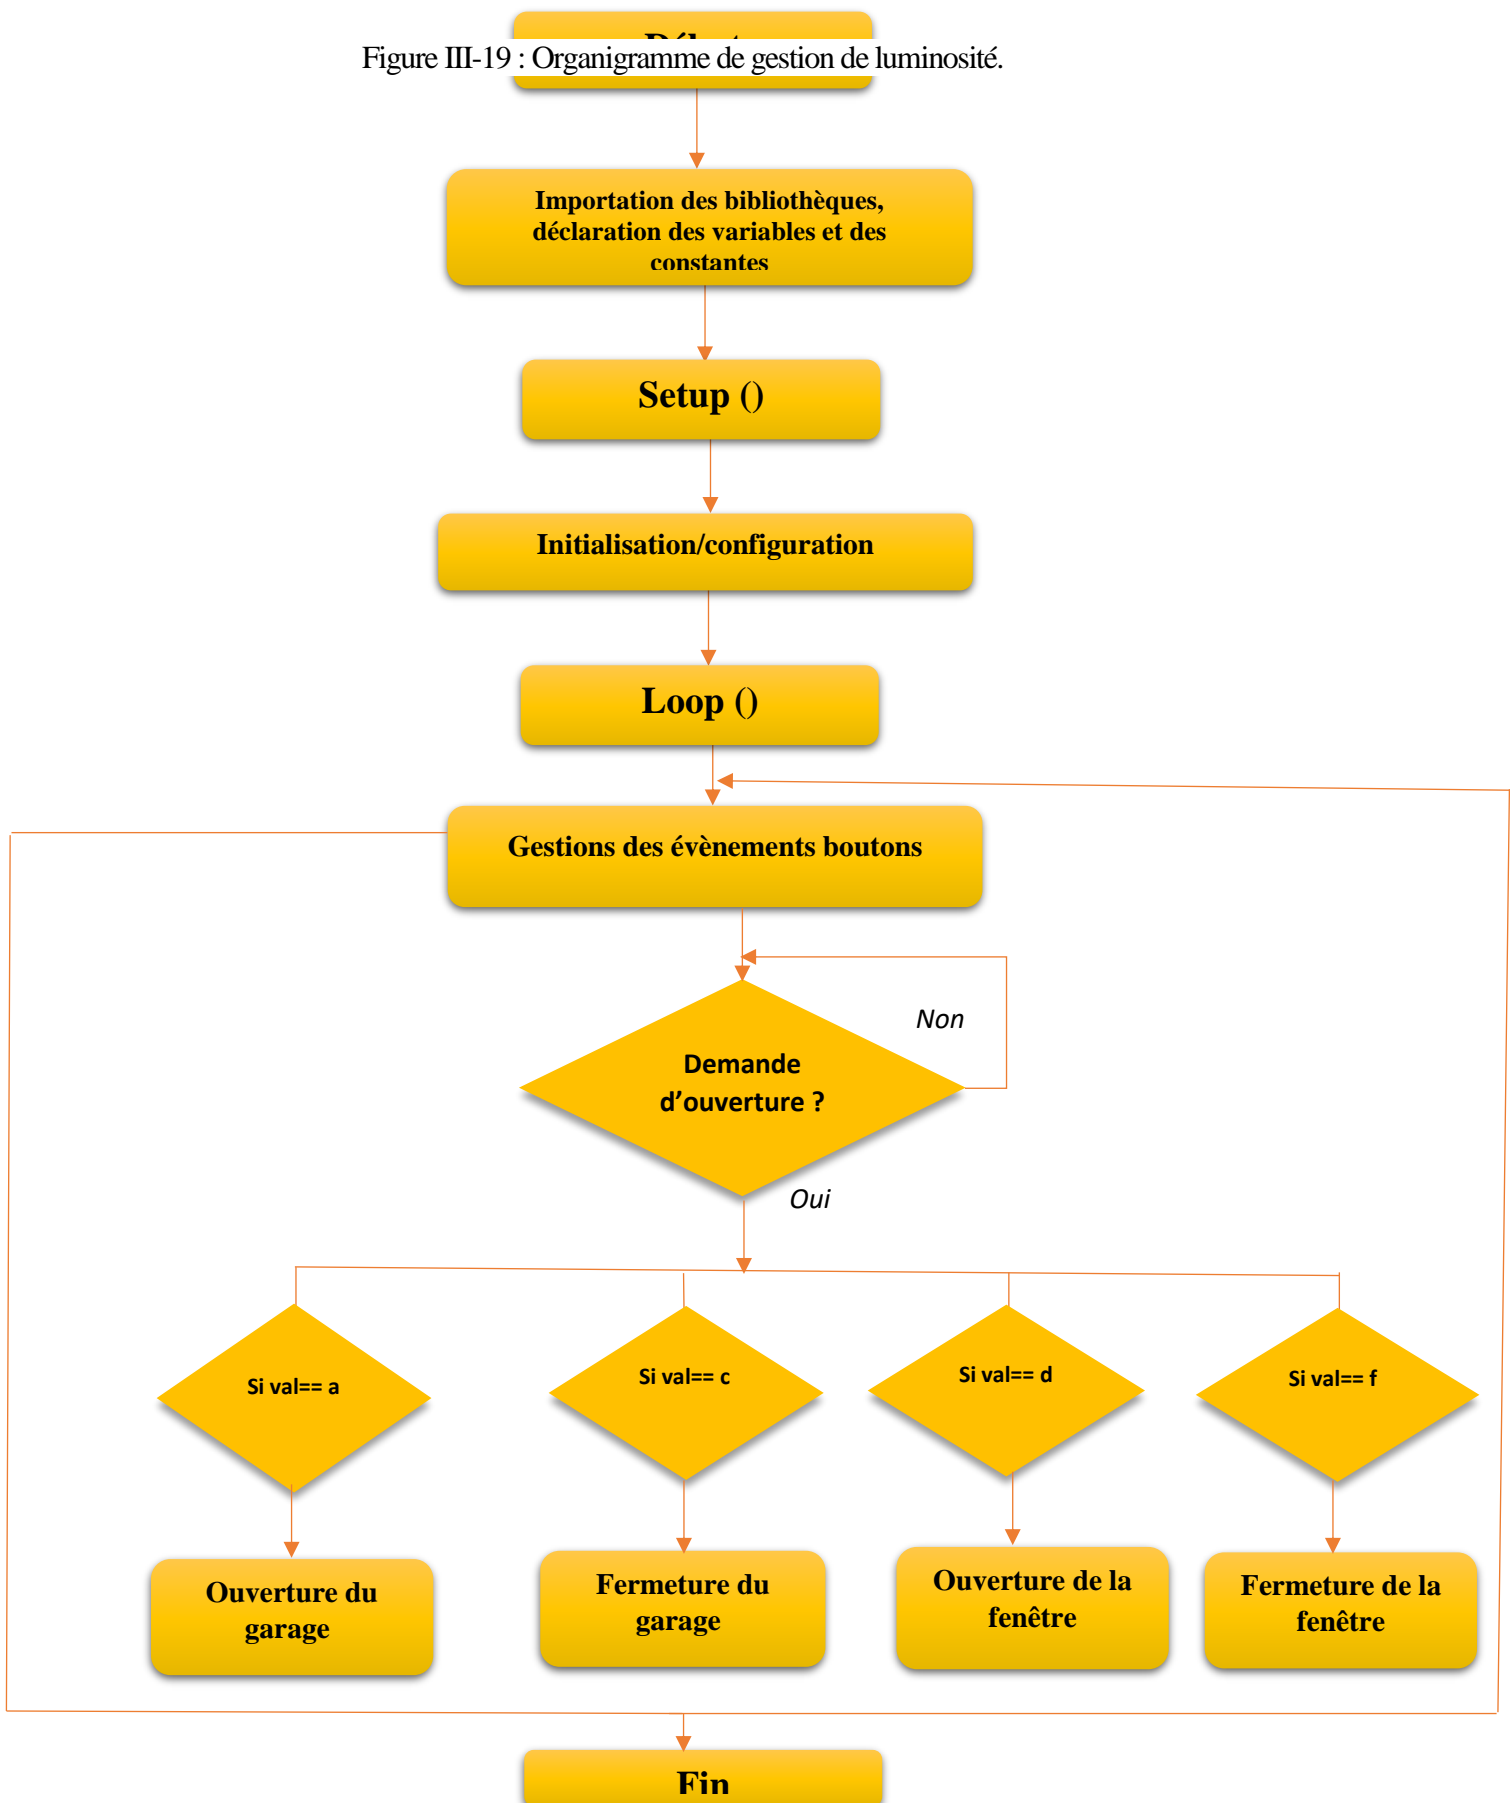 Figure III-19 : Organigramme de gestion de luminosité.
Importation des bibliothèques,
déclaration des variables et des
constantes
Setup ()
Initialisation/configuration
Loop ()
Gestions des évènements boutons
Non
Demande
d’ouverture ?
Oui
Si val== a
Si val== c
Si val== d
Si val== f
Ouverture du
garage
Fermeture du
garage
Ouverture de la
fenêtre
Fermeture de la
fenêtre
Fin